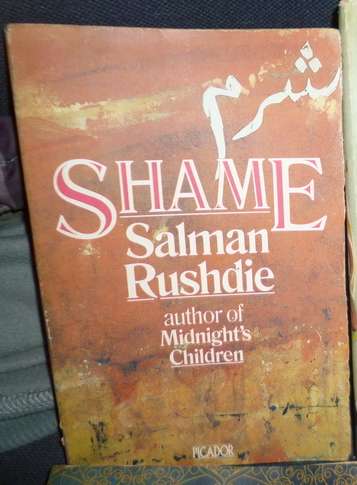 شرم
SHAME
Salman
Rushdie
author of
Midnight's
Children
PICADOR